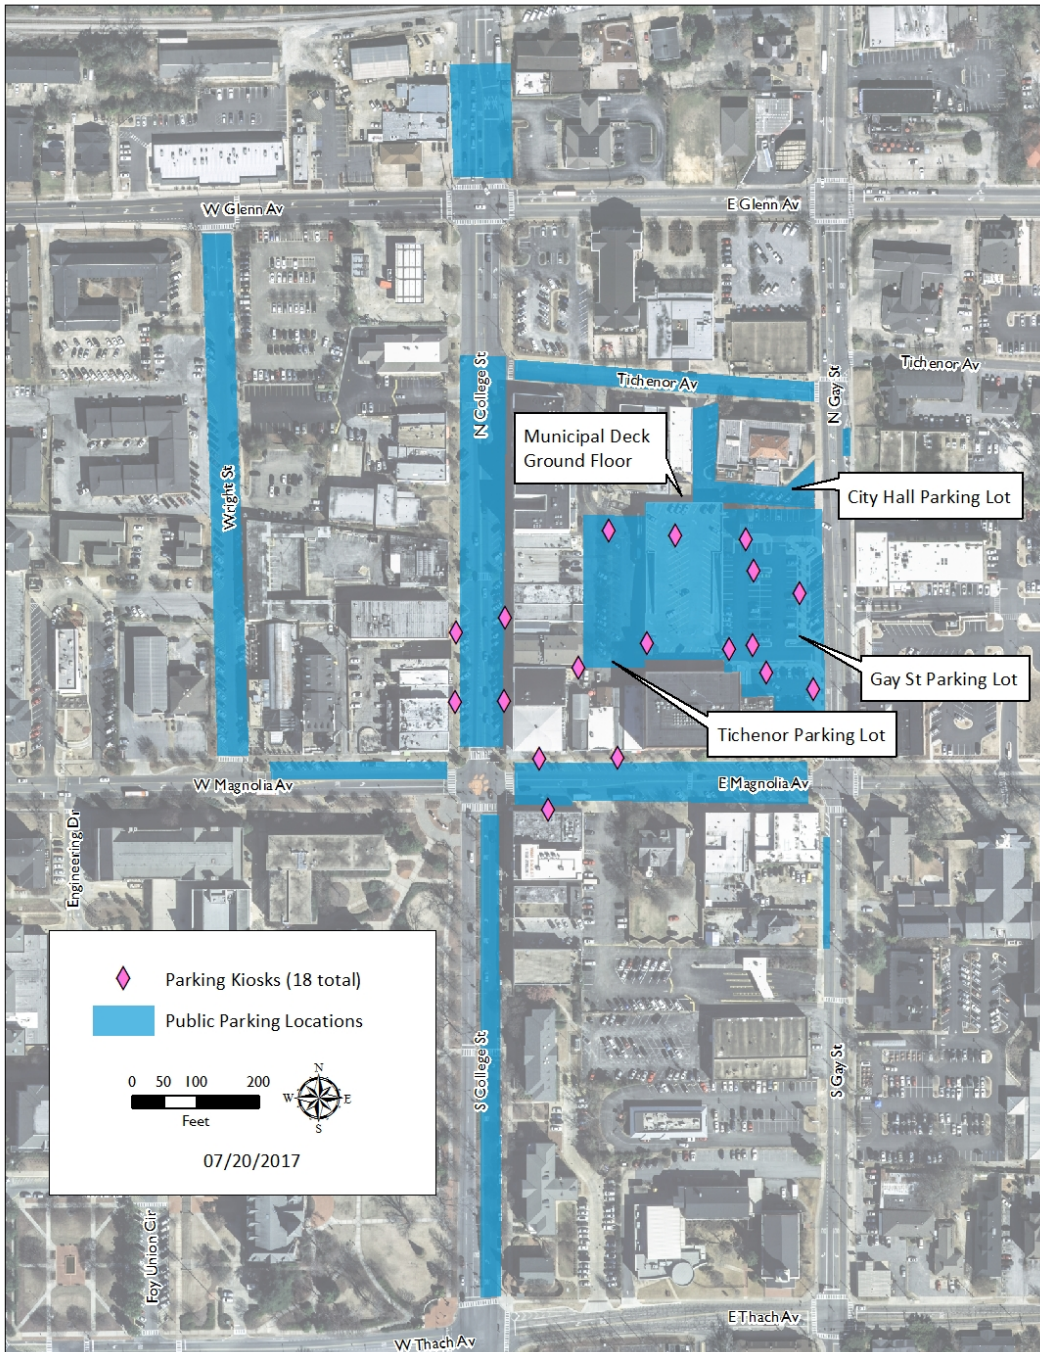 W Glenn Av
E Glenn Av
N College St
Tichenor Av
N Gay St
Tichenor Av
Municipal Deck
Ground Floor
City Hall Parking Lot
Wright St
Gay St Parking Lot
Tichenor Parking Lot
W Magnolia Av
E Magnolia Av
Engineering Dr
Parking Kiosks (18 total)
Public Parking Locations
0 50 100 200
Feet
N
W E
S
07/20/2017
S College St
S Gay St
Foy Union Cir
W Thach Av
E Thach Av